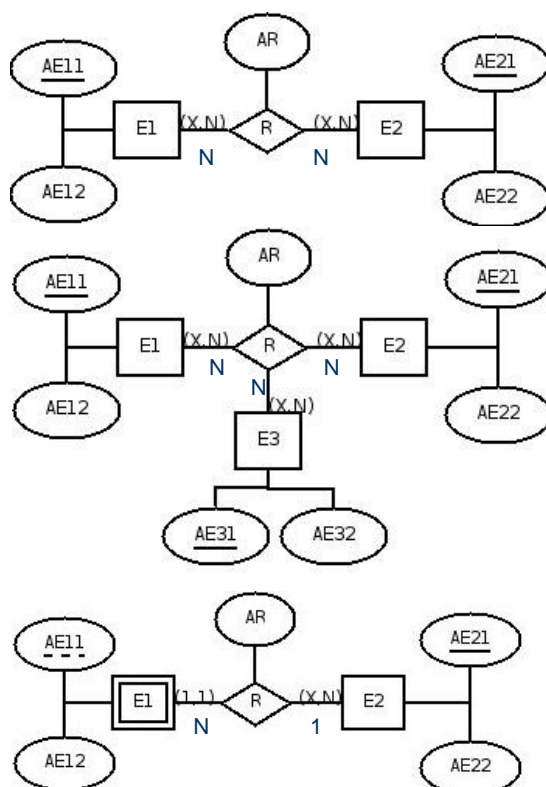 AR
AE11 AE21
E1 (X,N) R (X,N) E2
N N
AE12 AE22
AR
AE11 AE21
E1 (X,N) R (X,N) E2
N N
N
AE12 (X,N) AE22
E3
AE31 AE32
AR
AE11 AE21
E1 (1,1) R (X,N) E2
N 1
AE12 AE22